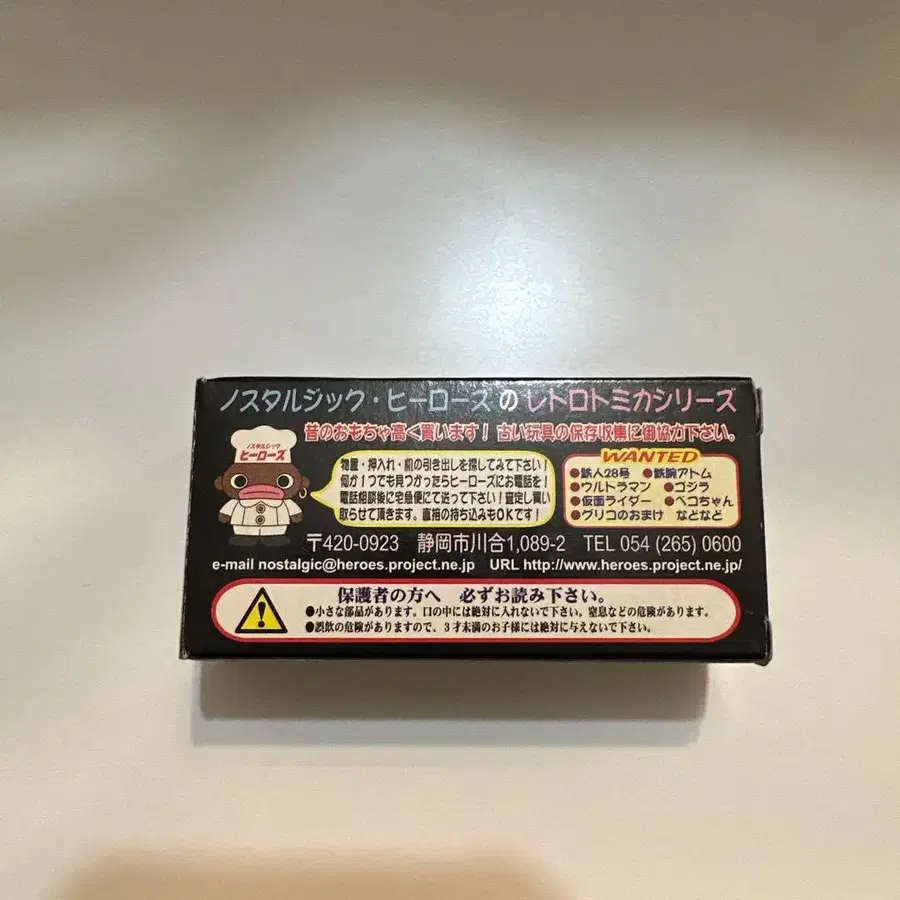 ノスタルジック・ヒーローズのレトロトミカシリーズ
昔のおもちゃ高く買います!古い玩具の保存収集に御協力下さい。
ノスタルジック
ヒーローズ
物置・押入れ・机の引き出しを探してみて下さい!
何か1つでも見つかったらヒーローズにお電話を!
電話相談後に宅急便にて送って下さい!査定し買い
取らせて頂きます。直接の持ち込みもOKです!
WANTED
●鉄人28号 ●鉄腕アトム
●ウルトラマン ●ゴジラ
●仮面ライダー ●ペコちゃん
●グリコのおまけ などなど
〒420-0923 静岡市川合1,089-2 TEL 054 (265) 0600
e-mail nostalgic@heroes.project.ne.jp URL http://www.heroes.project.ne.jp/
保護者の方へ 必ずお読み下さい。
●小さな部品があります。口の中には絶対に入れないで下さい。窒息などの危険があります。
●誤飲の危険がありますので、3才未満のお子様には絶対に与えないで下さい。